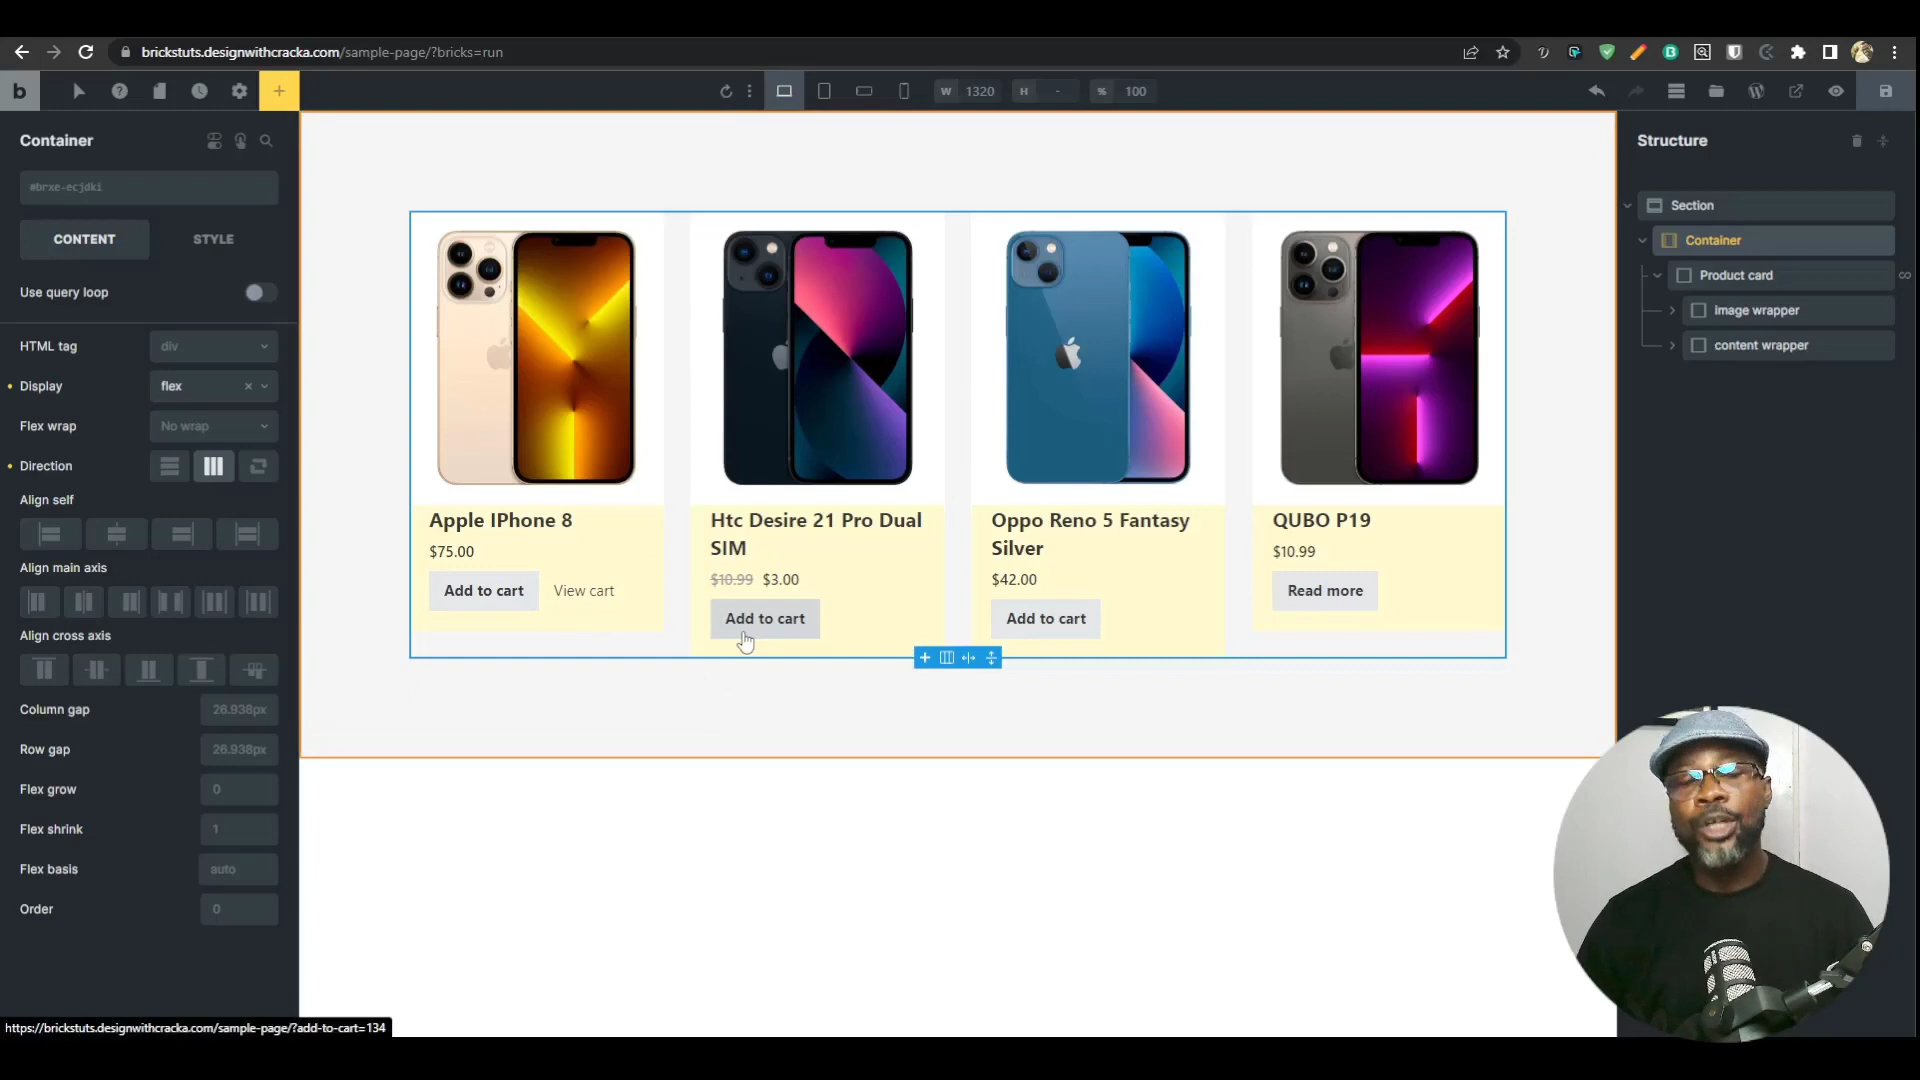 brickstuts.designwithcracka.com/sample-page/?bricks=run
b
W 1320 H - % 100
Container
#brxe-ecjdki
CONTENT STYLE
Use query loop
HTML tag div
Display flex
Flex wrap No wrap
Direction
Align self
Align main axis
Align cross axis
Column gap 26.938px
Row gap 26.938px
Flex grow 0
Flex shrink 1
Flex basis auto
Order 0
https://brickstuts.designwithcracka.com/sample-page/?add-to-cart=134
Apple IPhone 8
$75.00
Add to cart View cart
Htc Desire 21 Pro Dual
SIM
$10.99 $3.00
Add to cart
Oppo Reno 5 Fantasy
Silver
$42.00
Add to cart
QUBO P19
$10.99
Read more
Structure
Section
Container
Product card
Image wrapper
content wrapper